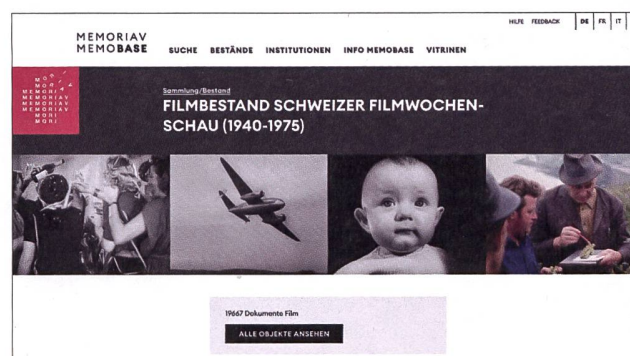 HILFE FEEDBACK DE FR IT
MEMORIAV
MEMOBASE
SUCHE BESTÄNDE INSTITUTIONEN INFO MEMOBASE VITRINEN
Sammlung/Bestand
FILMBESTAND SCHWEIZER FILMWOCHEN-
SCHAU (1940-1975)
19667 Dokumente Film
ALLE OBJEKTE ANSEHEN